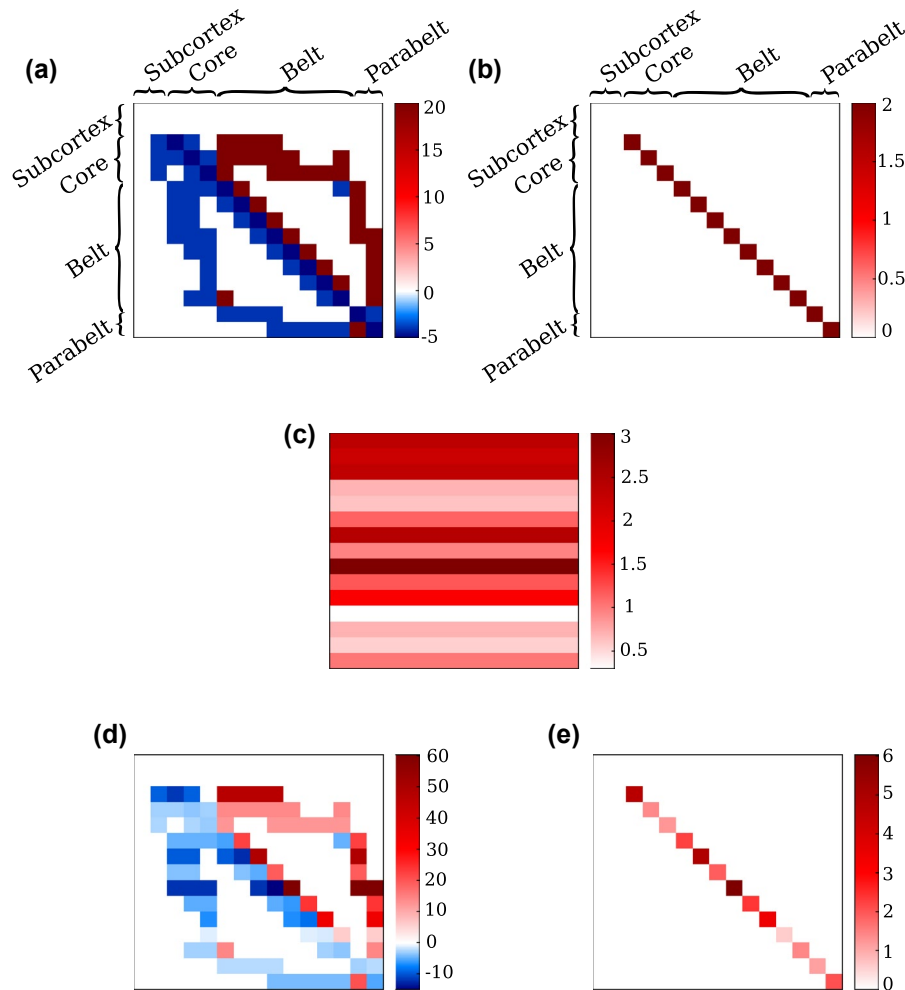 (a)
Subcortex
Core
Belt
Parabelt
Subcortex
Core
Belt
Parabelt
20
15
10
5
0
-5
(b)
Subcortex
Core
Belt
Parabelt
Subcortex
Core
Belt
Parabelt
2
1.5
1
0.5
0
(c)
3
2.5
2
1.5
1
0.5
(d)
60
50
40
30
20
10
0
-10
(e)
6
5
4
3
2
1
0